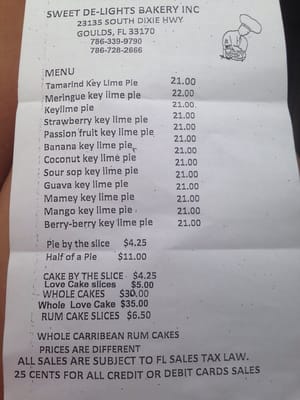 SWEET DE-LIGHTS BAKERY INC
23135 SOUTH DIXIE HWY
GOULDS, FL 33170
786-339-9790
786-728-2666
MENU
Tamarind Key Lime Pie 21.00
Meringue key lime pie 22.00
Keylime pie 21.00
Strawberry key lime pie 21.00
Passion fruit key lime pie 21.00
Banana key lime pie 21.00
Coconut key lime pie 21.00
Sour sop key lime pie 21.00
Guava key lime pie 21.00
Mamey key lime pie 21.00
Mango key lime pie 21.00
Berry-berry key lime pie 21.00
Pie by the slice $4.25
Half of a Pie $11.00
CAKE BY THE SLICE $4.25
Love Cake slices $5.00
WHOLE CAKES $30.00
Whole Love Cake $35.00
RUM CAKE SLICES $6.50
WHOLE CARRIBEAN RUM CAKES
PRICES ARE DIFFERENT
ALL SALES ARE SUBJECT TO FL SALES TAX LAW.
25 CENTS FOR ALL CREDIT OR DEBIT CARDS SALES